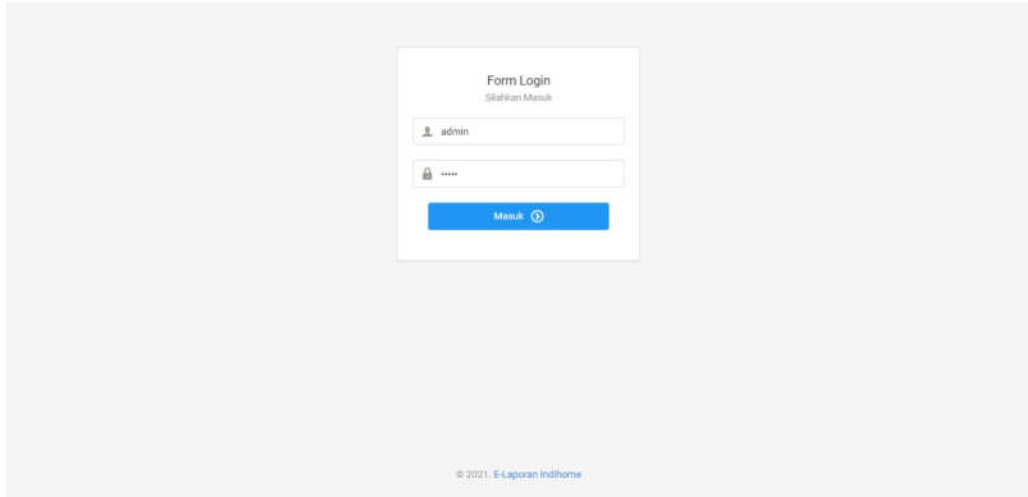 Form Login
Silahkan Masuk
admin
•••••
Masuk
© 2021. E-Laporan Indihome